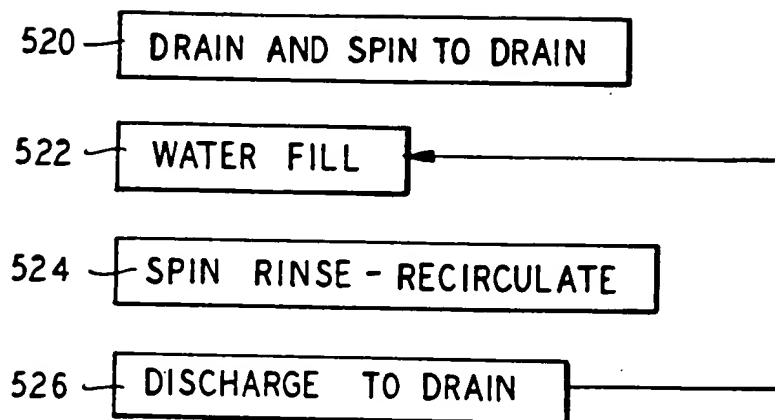 520 DRAIN AND SPIN TO DRAIN
522 WATER FILL
524 SPIN RINSE - RECIRCULATE
526 DISCHARGE TO DRAIN